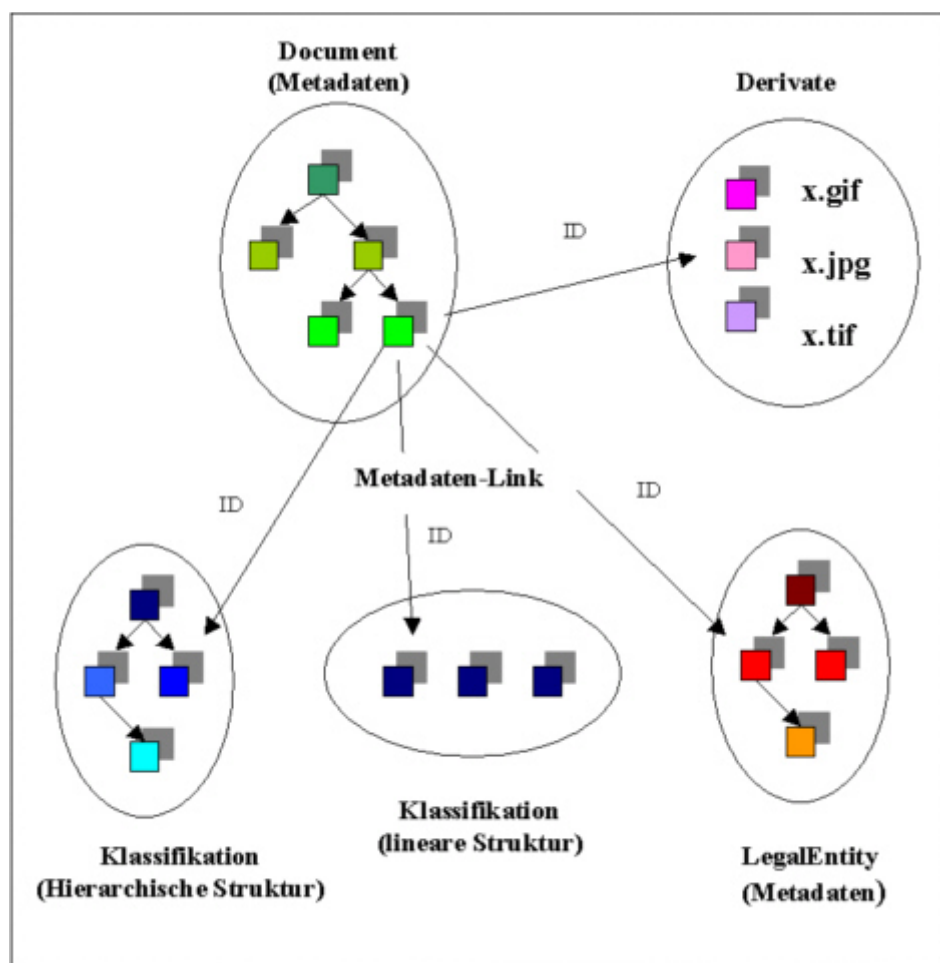 Document
(Metadaten)
Derivate
x.gif
ID
x.jpg
x.tif
Metadaten-Link
ID
ID
ID
Klassifikation
(lineare Struktur)
Klassifikation
(Hierarchische Struktur)
LegalEntity
(Metadaten)